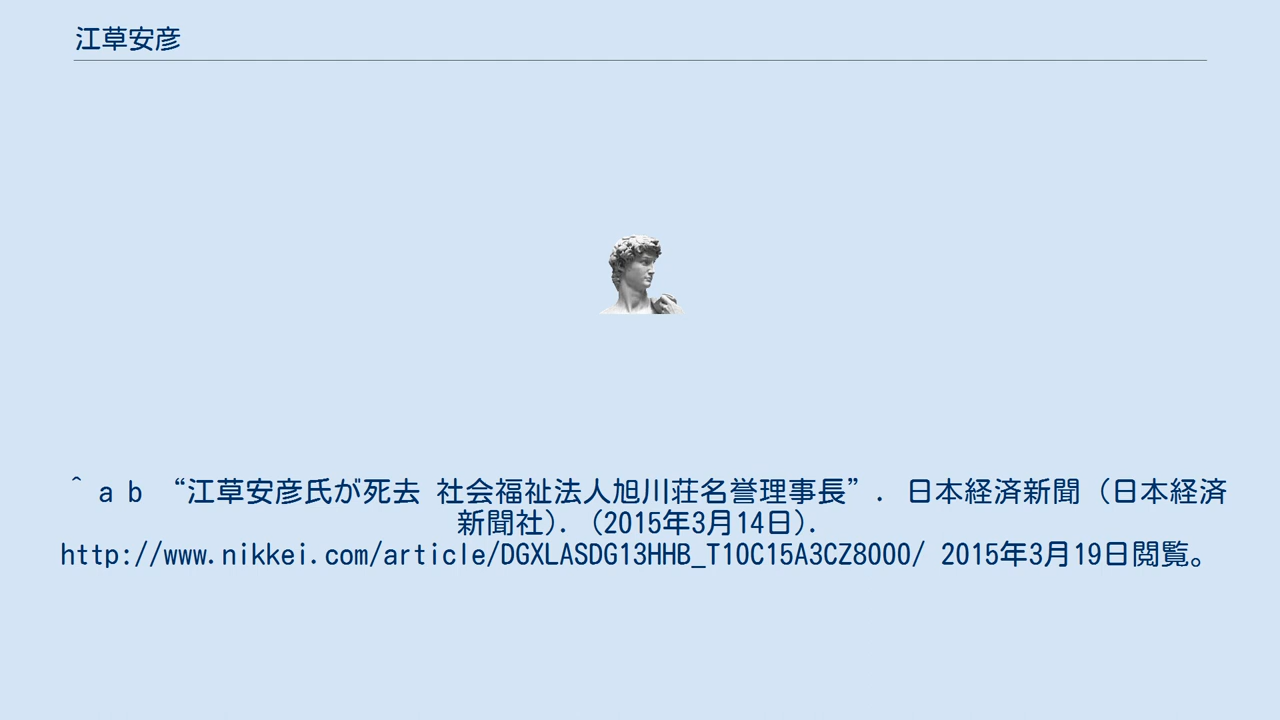 江草安彦
^ a b “江草安彦氏が死去 社会福祉法人旭川荘名誉理事長”. 日本経済新聞 (日本経済
新聞社). (2015年3月14日).
http://www.nikkei.com/article/DGXLASDG13HHB_T10C15A3CZ8000/ 2015年3月19日閲覧。